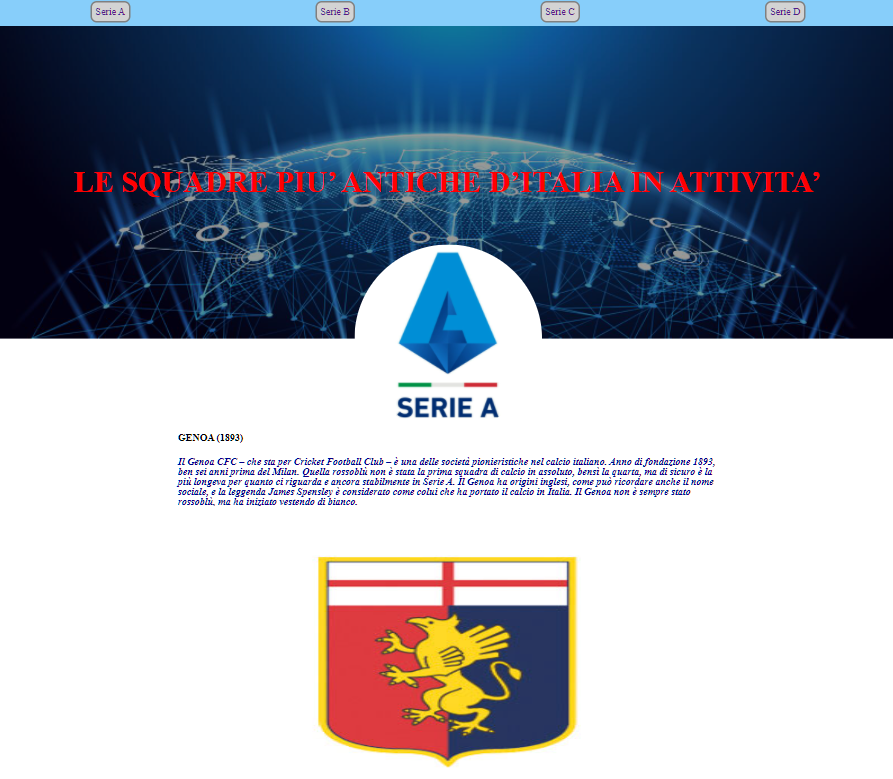 Serie A
Serie B
Serie C
Serie D
LE SQUADRE PIU’ ANTICHE D’ITALIA IN ATTIVITA’
SERIE A
GENOA (1893)
Il Genoa CFC – che sta per Cricket Football Club – è una delle società pionieristiche nel calcio italiano. Anno di fondazione 1893,
ben sei anni prima del Milan. Quella rossoblù non è stata la prima squadra di calcio in assoluto, bensì la quarta, ma di sicuro è la
più longeva per quanto ci riguarda e ancora stabilmente in Serie A. Il Genoa ha origini inglesi, come può ricordare anche il nome
sociale, e la leggenda James Spensley è considerato come colui che ha portato il calcio in Italia. Il Genoa non è sempre stato
rossoblù, ma ha iniziato vestendo di bianco.